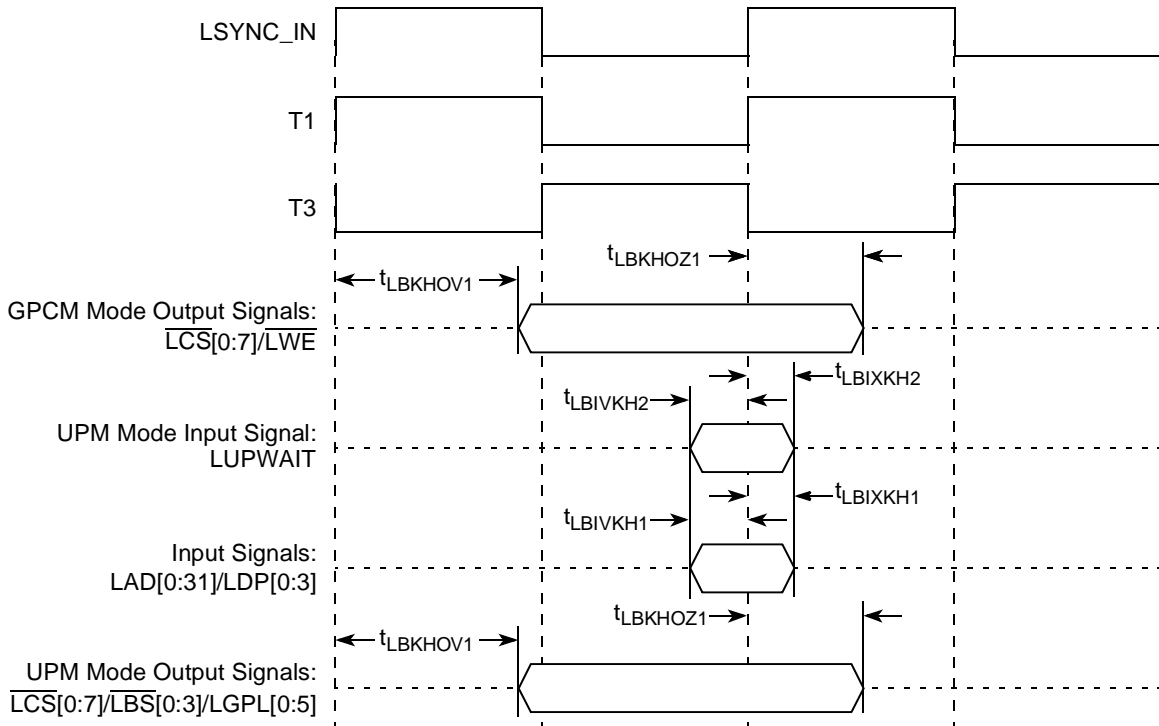 LSYNC_IN
T1
T3
tLBKHOZ1
tLBKHOV1
GPCM Mode Output Signals:
LCS[0:7]/LWE
tLBIXKH2
tLBIVKH2
UPM Mode Input Signal:
LUPWAIT
tLBIXKH1
tLBIVKH1
Input Signals:
LAD[0:31]/LDP[0:3]
tLBKHOZ1
tLBKHOV1
UPM Mode Output Signals:
LCS[0:7]/LBS[0:3]/LGPL[0:5]